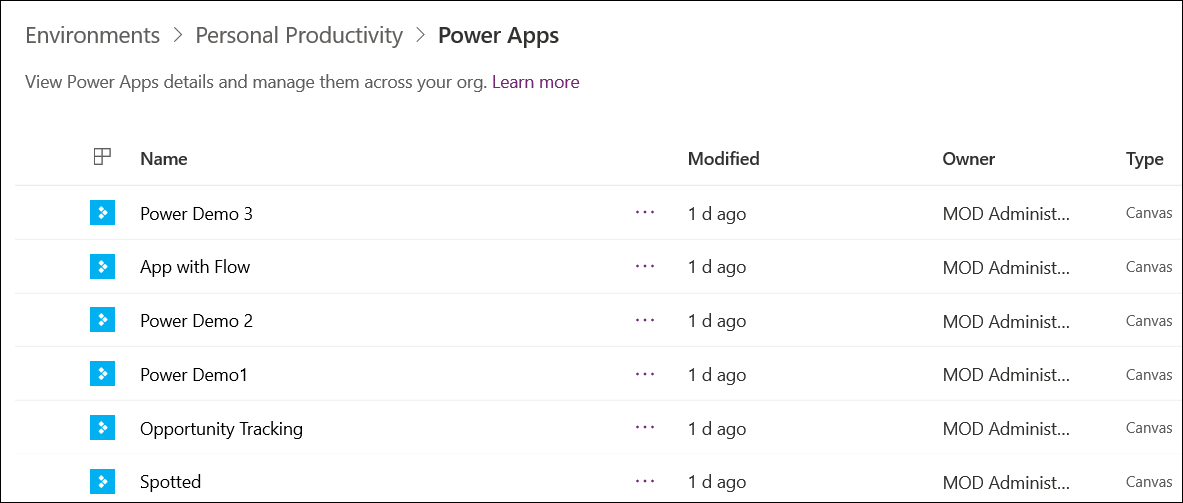 Environments > Personal Productivity > Power Apps
View Power Apps details and manage them across your org. Learn more
Name Modified Owner Type
Power Demo 3 ··· 1 d ago MOD Administ... Canvas
App with Flow ··· 1 d ago MOD Administ... Canvas
Power Demo 2 ··· 1 d ago MOD Administ... Canvas
Power Demo1 ··· 1 d ago MOD Administ... Canvas
Opportunity Tracking ··· 1 d ago MOD Administ... Canvas
Spotted ··· 1 d ago MOD Administ... Canvas